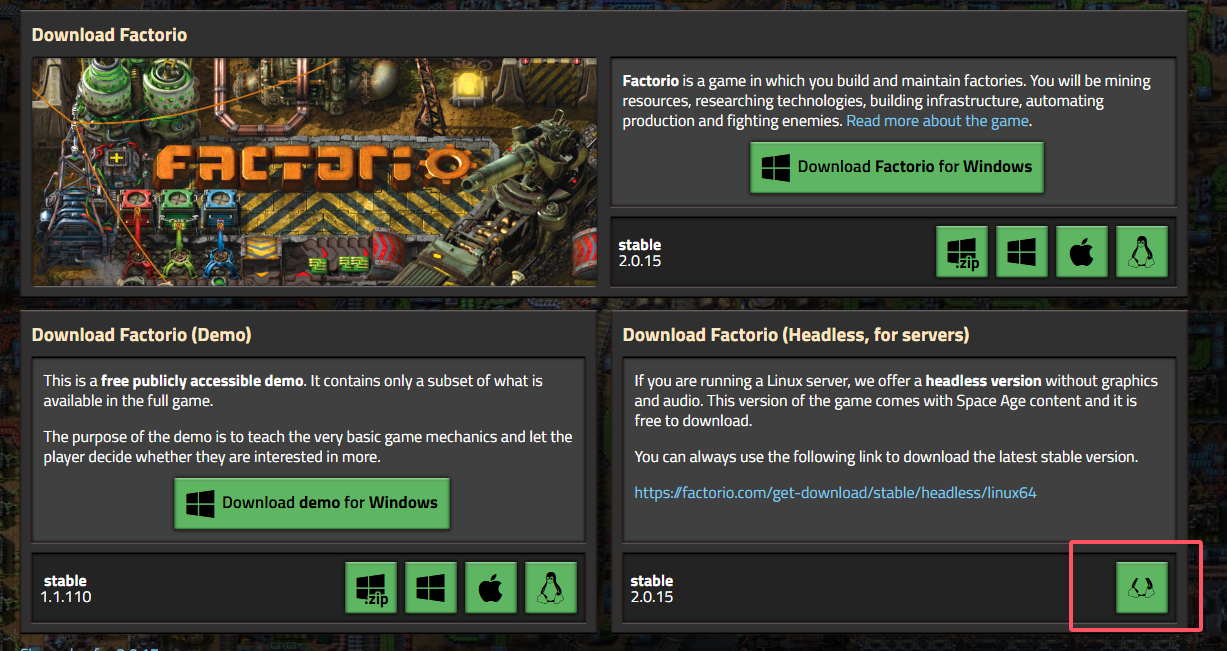 Download Factorio
FACTORIO
Factorio is a game in which you build and maintain factories. You will be mining
resources, researching technologies, building infrastructure, automating
production and fighting enemies. Read more about the game.
Download Factorio for Windows
stable
2.0.15
.zip
Download Factorio (Demo)
This is a free publicly accessible demo. It contains only a subset of what is
available in the full game.
The purpose of the demo is to teach the very basic game mechanics and let the
player decide whether they are interested in more.
Download demo for Windows
stable
1.1.110
.zip
Download Factorio (Headless, for servers)
If you are running a Linux server, we offer a headless version without graphics
and audio. This version of the game comes with Space Age content and it is
free to download.
You can always use the following link to download the latest stable version.
https://factorio.com/get-download/stable/headless/linux64
stable
2.0.15